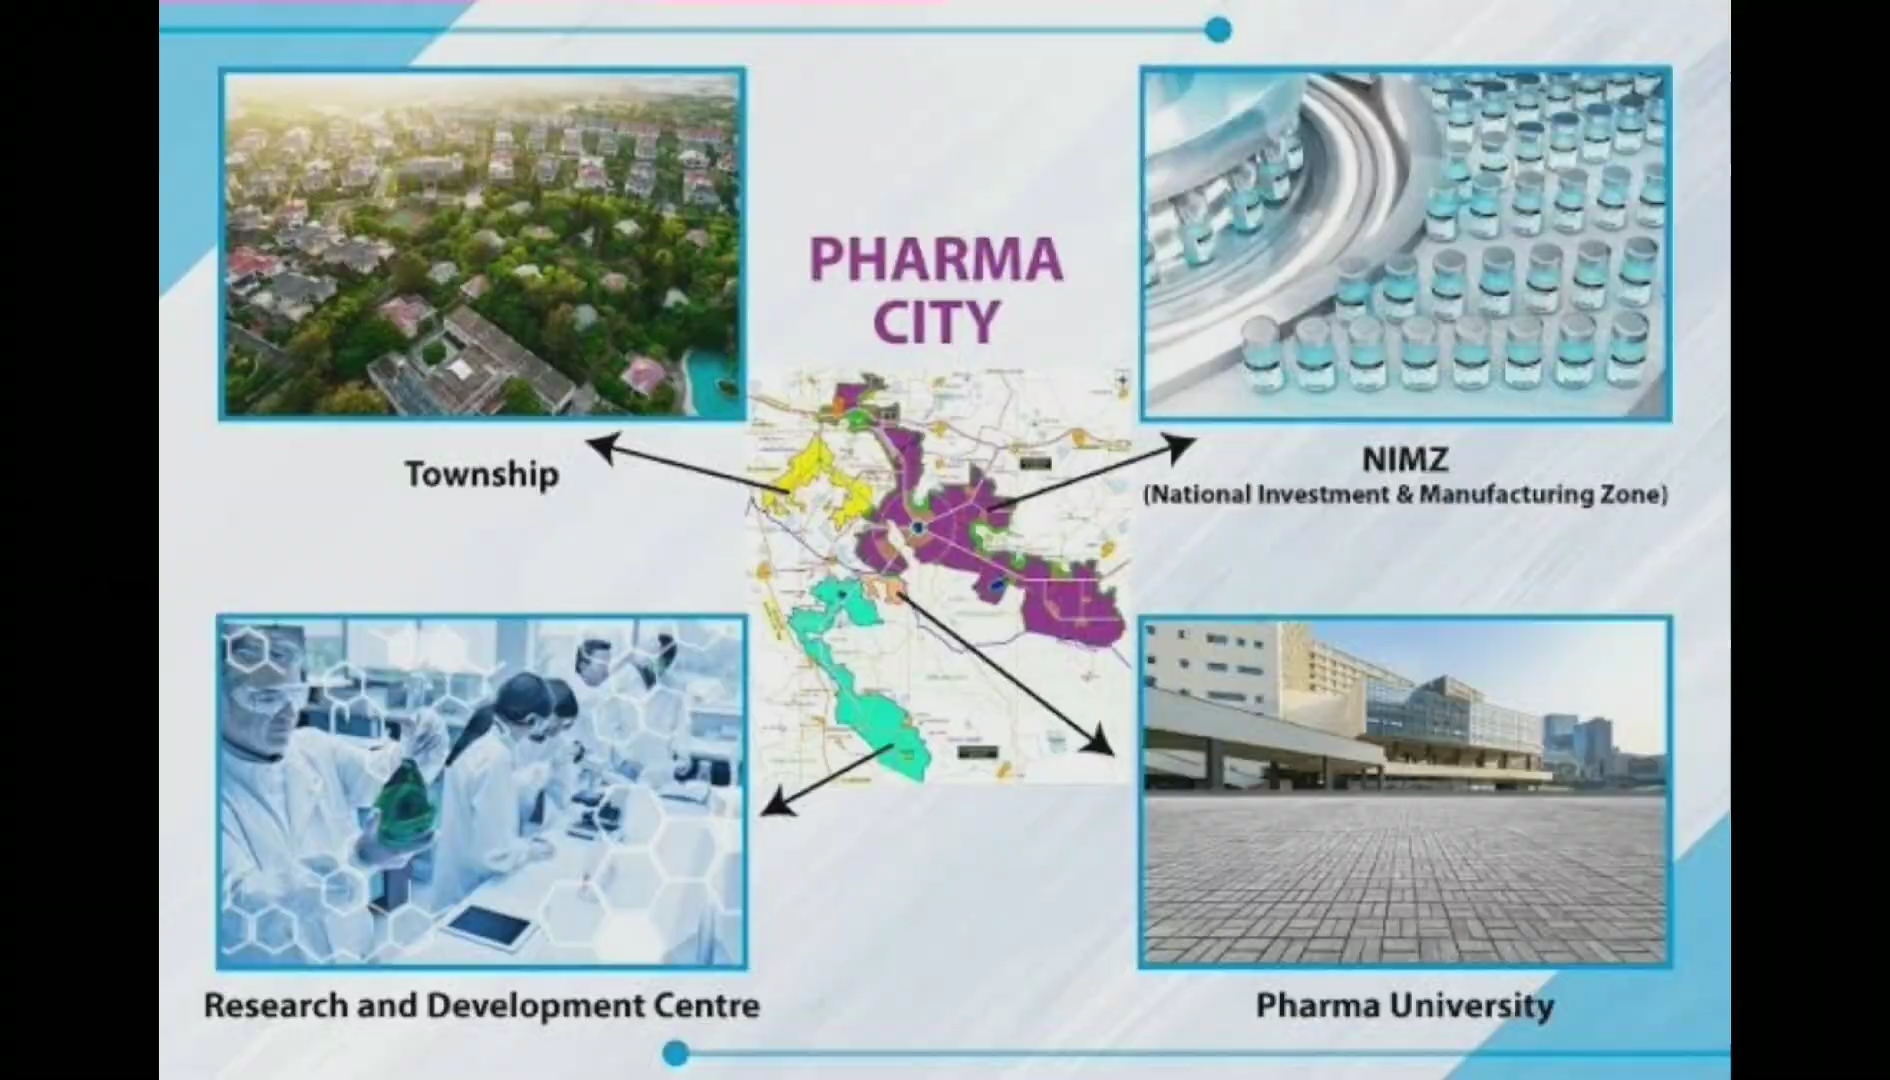 PHARMA
CITY
Township
NIMZ
(National Investment & Manufacturing Zone)
Research and Development Centre
Pharma University